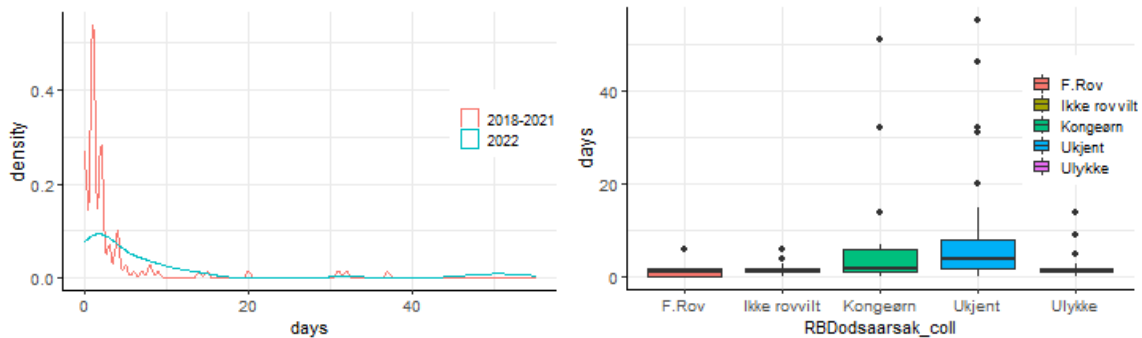 density
0.4
0.2
0.0
2018-2021
2022
0
20
40
days
days
40
20
0
F.Rov
Ikke rovvilt
Kongeørn
Ukjent
Ulykke
F.Rov
Ikke rovvilt
Kongeørn
Ukjent
Ulykke
RBDodsaarsak_coll